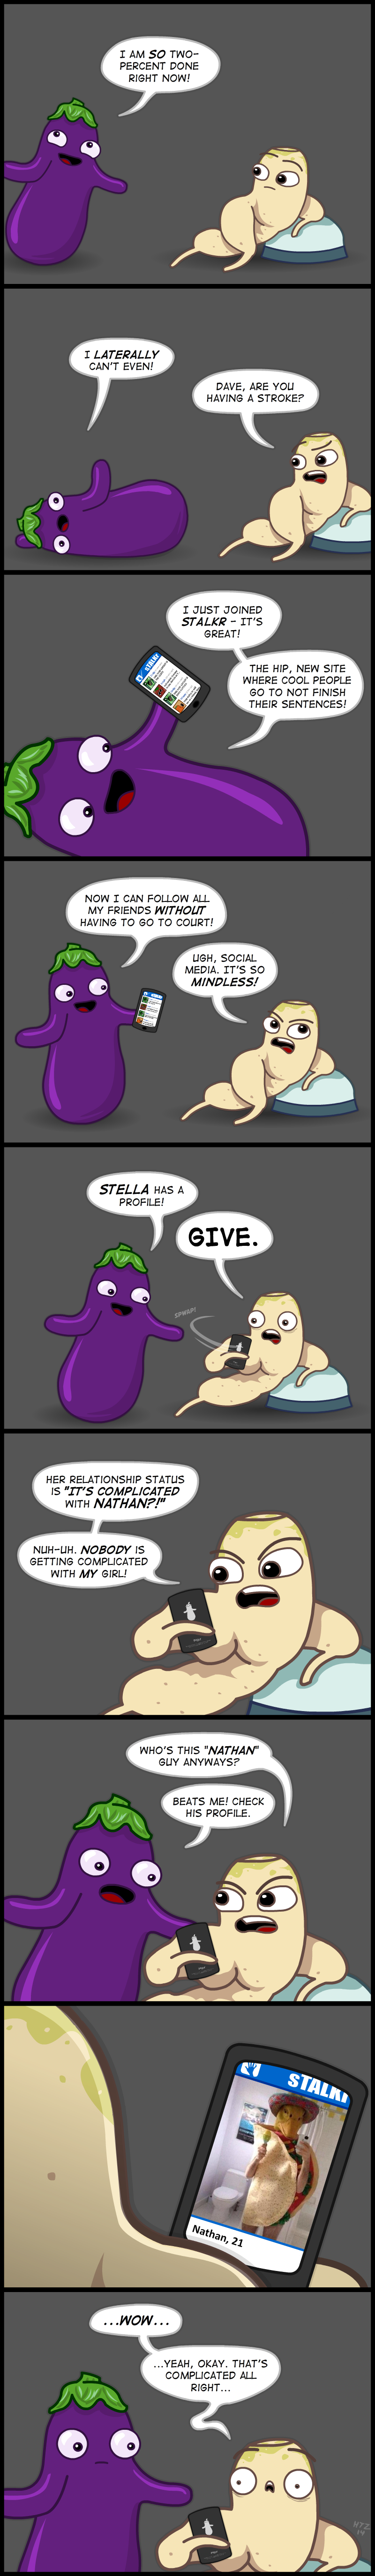 I AM SO TWO-
PERCENT DONE
RIGHT NOW!
I LATERALLY
CAN'T EVEN!
DAVE, ARE YOU
HAVING A STROKE?
I JUST JOINED
STALKR - IT'S
GREAT!
THE HIP, NEW SITE
WHERE COOL PEOPLE
GO TO NOT FINISH
THEIR SENTENCES!
STALKR
NOW I CAN FOLLOW ALL
MY FRIENDS WITHOUT
HAVING TO GO TO COURT!
UGH, SOCIAL
MEDIA. IT'S SO
MINDLESS!
STELLA HAS A
PROFILE!
GIVE.
HER RELATIONSHIP STATUS
IS "IT'S COMPLICATED
WITH NATHAN?!"
NUH-UH. NOBODY IS
GETTING COMPLICATED
WITH MY GIRL!
WHO'S THIS "NATHAN"
GUY ANYWAYS?
BEATS ME! CHECK
HIS PROFILE.
STALKR
Nathan, 21
...WOW...
...YEAH, OKAY. THAT'S
COMPLICATED ALL
RIGHT...